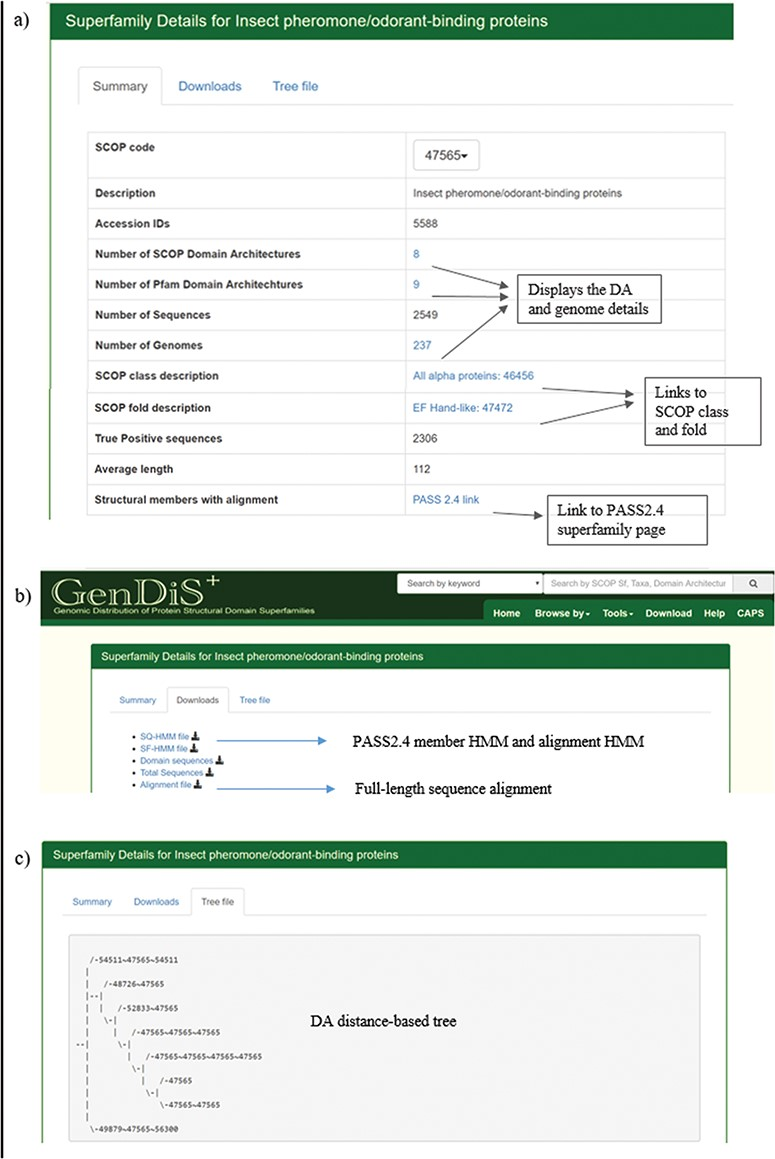 a)
Superfamily Details for Insect pheromone/odorant-binding proteins
Summary Downloads Tree file
SCOP code 47565
Description Insect pheromone/odorant-binding proteins
Accession IDs 5588
Number of SCOP Domain Architectures 8
Number of Pfam Domain Architechtures 9
Displays the DA
and genome details
Number of Sequences 2549
Number of Genomes 237
SCOP class description All alpha proteins: 46456
SCOP fold description EF Hand-like: 47472
Links to
SCOP class
and fold
True Positive sequences 2306
Average length 112
Structural members with alignment PASS 2.4 link
Link to PASS2.4
superfamily page
b)
GenDiS+
Genomic Distribution of Protein Structural Domain Superfamilies
Search by keyword Search by SCOP Sf, Taxa, Domain Architectur
Home Browse by Tools Download Help CAPS
Superfamily Details for Insect pheromone/odorant-binding proteins
Summary Downloads Tree file
• SQ-HMM file
• SF-HMM file
• Domain sequences
• Total Sequences
• Alignment file
PASS2.4 member HMM and alignment HMM
Full-length sequence alignment
c)
Superfamily Details for Insect pheromone/odorant-binding proteins
Summary Downloads Tree file
/-54511~47565~54511
|
| /-48726~47565
|--|
| | /-52833~47565
| \-|
| | /-47565~47565~47565
--| \-|
| | /-47565~47565~47565~47565
| \-|
| | /-47565
| \-|
| \-47565~47565
|
\-49879~47565~56300
DA distance-based tree